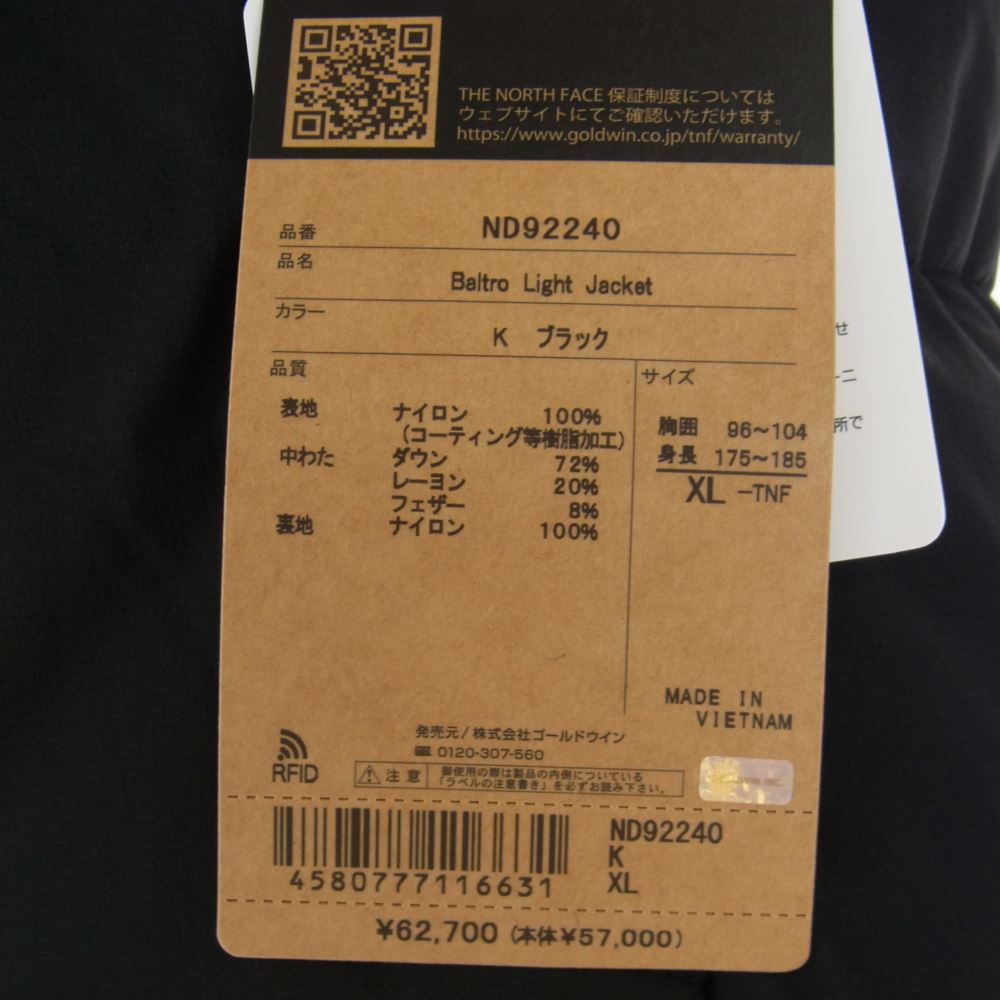 THE NORTH FACE 保証制度については
ウェブサイトにてご確認いただけます。
https://www.goldwin.co.jp/tnf/warranty/
品番 ND92240
品名
Baltro Light Jacket
カラー
K ブラック
品質
表地 ナイロン 100%
(コーティング等樹脂加工)
中わた ダウン 72%
レーヨン 20%
フェザー 8%
裏地 ナイロン 100%
サイズ
胸囲 96~104
身長 175~185
XL -TNF
MADE IN
VIETNAM
発売元/株式会社ゴールドウイン
0120-307-560
RFID
注意 御使用の際は製品の内側についている
「ラベルの注意書き」を必ずお読み下さい。
WIN INC.
4580777116631
ND92240
K
XL
¥62,700 (本体¥57,000)
せ
ーニ
所で